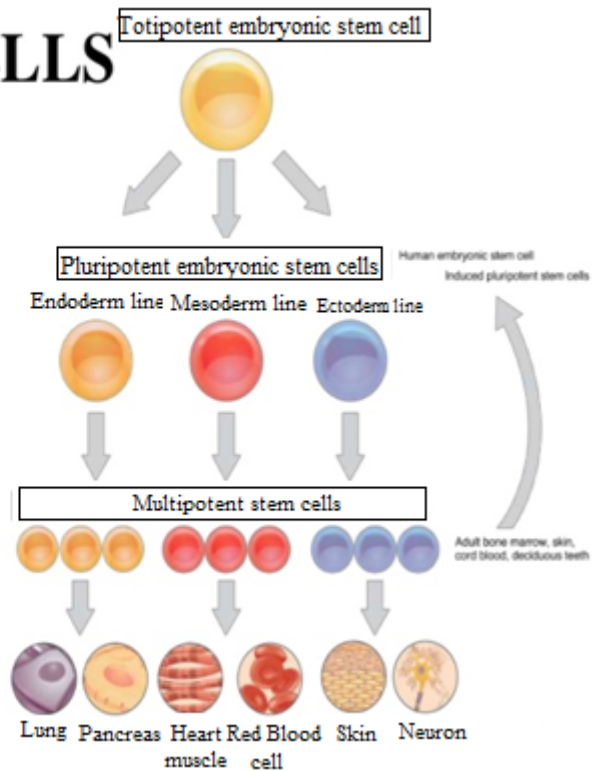 Totipotent embryonic stem cell
LLS
Pluripotent embryonic stem cells
Human embryonic stem cell
Induced pluripotent stem cells
Endoderm line Mesoderm line Ectoderm line
Multipotent stem cells
Adult bone marrow, skin,
cord blood, deciduous teeth
Lung Pancreas Heart muscle Red Blood cell Skin Neuron